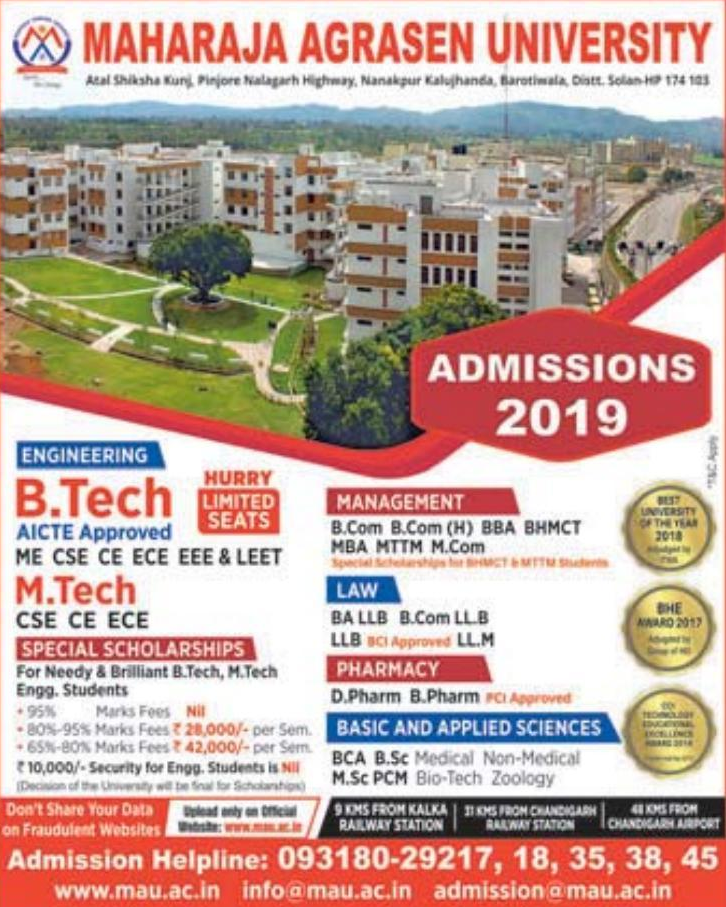 MAHARAJA AGRASEN UNIVERSITY
Atal Shiksha Kunj, Pinjore Nalagarh Highway, Nanakpur Kalujhanda, Barotiwala, Distt. Solan-HP 174 103
ADMISSIONS
2019
*T&C Apply
ENGINEERING
B.Tech
AICTE Approved
HURRY
LIMITED
SEATS
ME CSE CE ECE EEE & LEET
M.Tech
CSE CE ECE
SPECIAL SCHOLARSHIPS
For Needy & Brilliant B.Tech, M.Tech
Engg. Students
• 95% Marks Fees Nil
• 80%-95% Marks Fees ₹ 28,000/- per Sem.
• 65%-80% Marks Fees ₹ 42,000/- per Sem.
₹ 10,000/- Security for Engg. Students is Nil
(Decision of the University will be final for Scholarships)
MANAGEMENT
B.Com B.Com (H) BBA BHMCT
MBA MTTM M.Com
Special Scholarships for BHMCT & MTTM Students
LAW
BA LLB B.Com LL.B
LLB BCI Approved LL.M
PHARMACY
D.Pharm B.Pharm PCI Approved
BASIC AND APPLIED SCIENCES
BCA B.Sc Medical Non-Medical
M.Sc PCM Bio-Tech Zoology
BEST
UNIVERSITY
OF THE YEAR
2018
BHE
AWARD 2017
TECHNOLOGY
EDUCATIONAL
EXCELLENCE
Don't Share Your Data
on Fraudulent Websites
Upload only on Official
Website: www.mau.ac.in
9 KMS FROM KALKA
RAILWAY STATION
31 KMS FROM CHANDIGARH
RAILWAY STATION
48 KMS FROM
CHANDIGARH AIRPORT
Admission Helpline: 093180-29217, 18, 35, 38, 45
www.mau.ac.in info@mau.ac.in admission@mau.ac.in